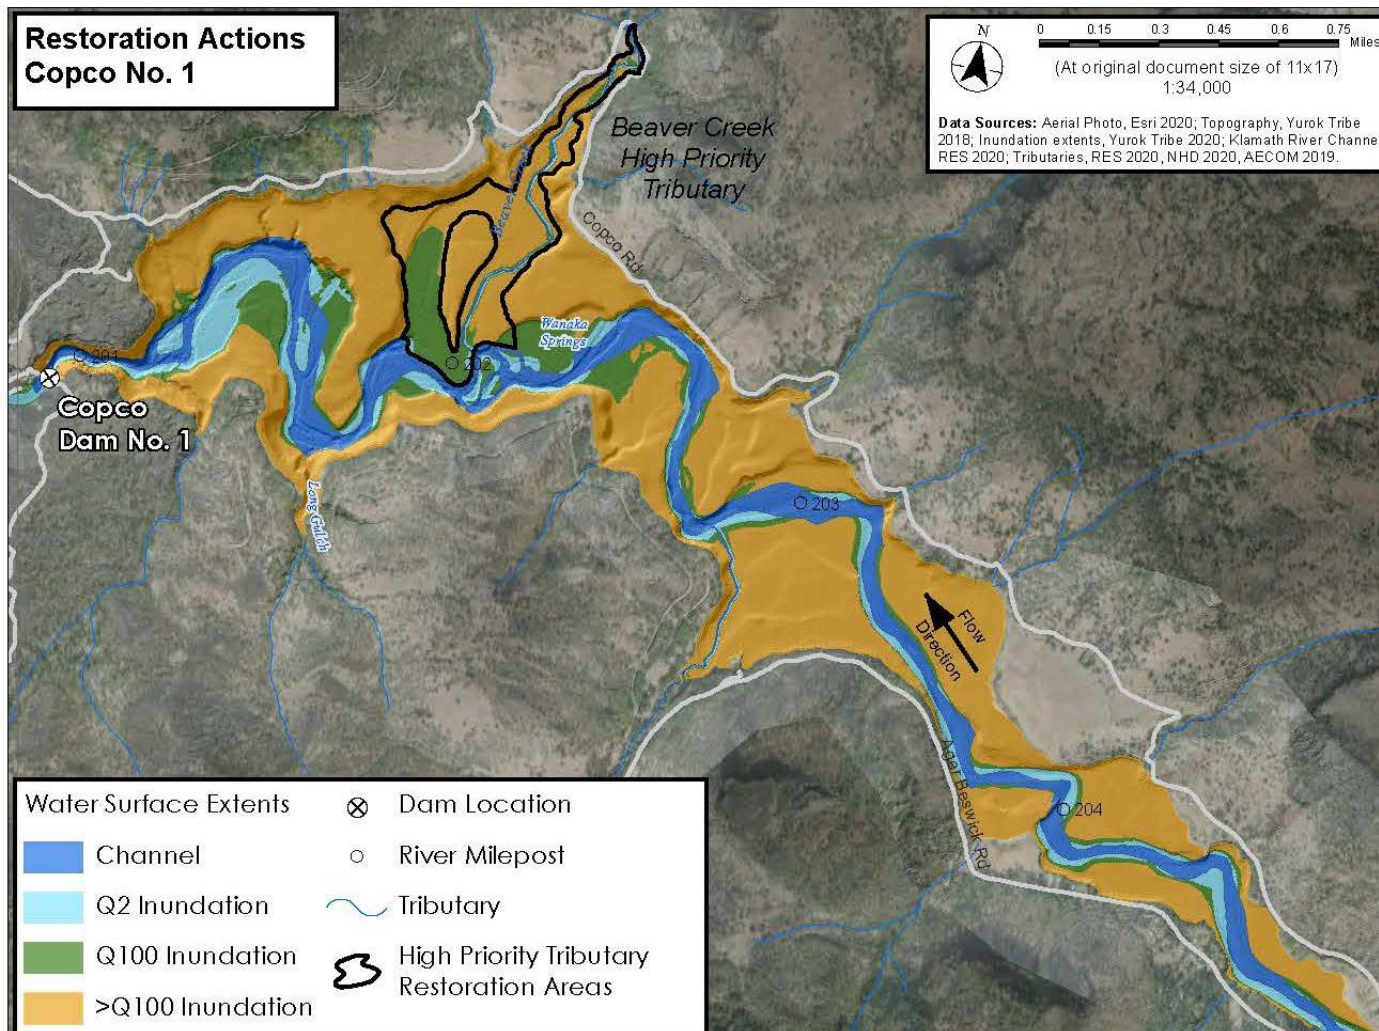 Restoration Actions
Copco No. 1
N
0 0.15 0.3 0.45 0.6 0.75
Miles
(At original document size of 11x17)
1:34,000
Data Sources: Aerial Photo, Esri 2020; Topography, Yurok Tribe
2018; Inundation extents, Yurok Tribe 2020; Klamath River Channe
RES 2020; Tributaries, RES 2020, NHD 2020, AECOM 2019.
Beaver Creek
High Priority
Tributary
Beaver Creek
Copco Rd
Wanaka
Springs
201
202
Copco
Dam No. 1
Long Gulch
203
Flow
Direction
204
Ager Beswick Rd
Water Surface Extents
Channel
Q2 Inundation
Q100 Inundation
>Q100 Inundation
Dam Location
River Milepost
Tributary
High Priority Tributary
Restoration Areas